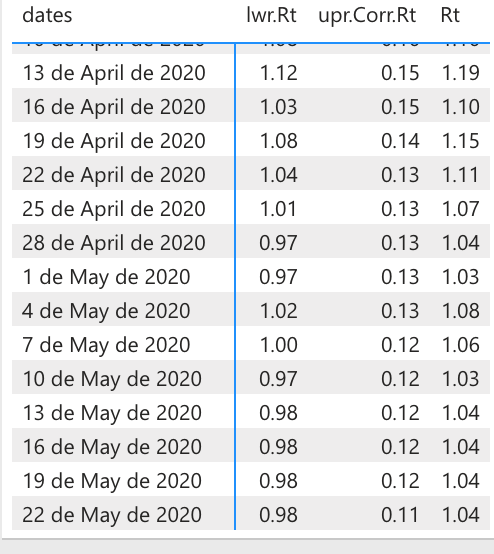 dates lwr.Rt upr.Corr.Rt Rt
13 de April de 2020 1.12 0.15 1.19
16 de April de 2020 1.03 0.15 1.10
19 de April de 2020 1.08 0.14 1.15
22 de April de 2020 1.04 0.13 1.11
25 de April de 2020 1.01 0.13 1.07
28 de April de 2020 0.97 0.13 1.04
1 de May de 2020 0.97 0.13 1.03
4 de May de 2020 1.02 0.13 1.08
7 de May de 2020 1.00 0.12 1.06
10 de May de 2020 0.97 0.12 1.03
13 de May de 2020 0.98 0.12 1.04
16 de May de 2020 0.98 0.12 1.04
19 de May de 2020 0.98 0.12 1.04
22 de May de 2020 0.98 0.11 1.04